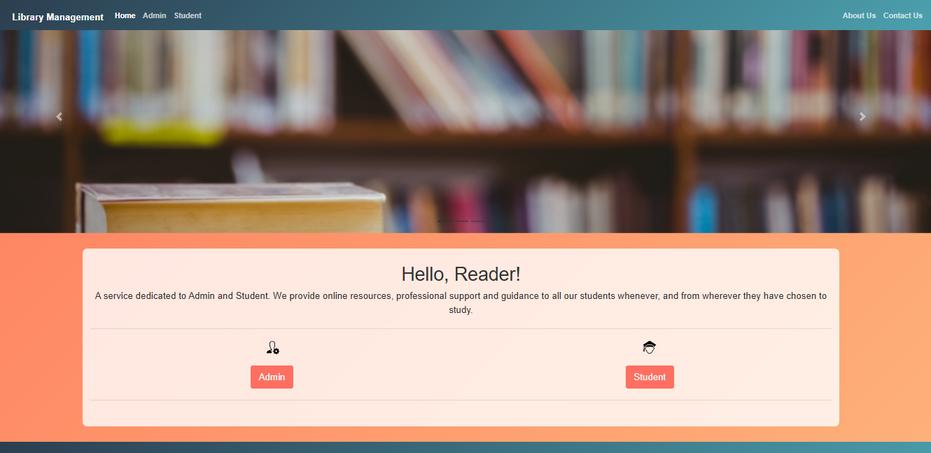 Library Management Home Admin Student About Us Contact Us
Hello, Reader!
A service dedicated to Admin and Student. We provide online resources, professional support and guidance to all our students whenever, and from wherever they have chosen to
study.
Admin Student